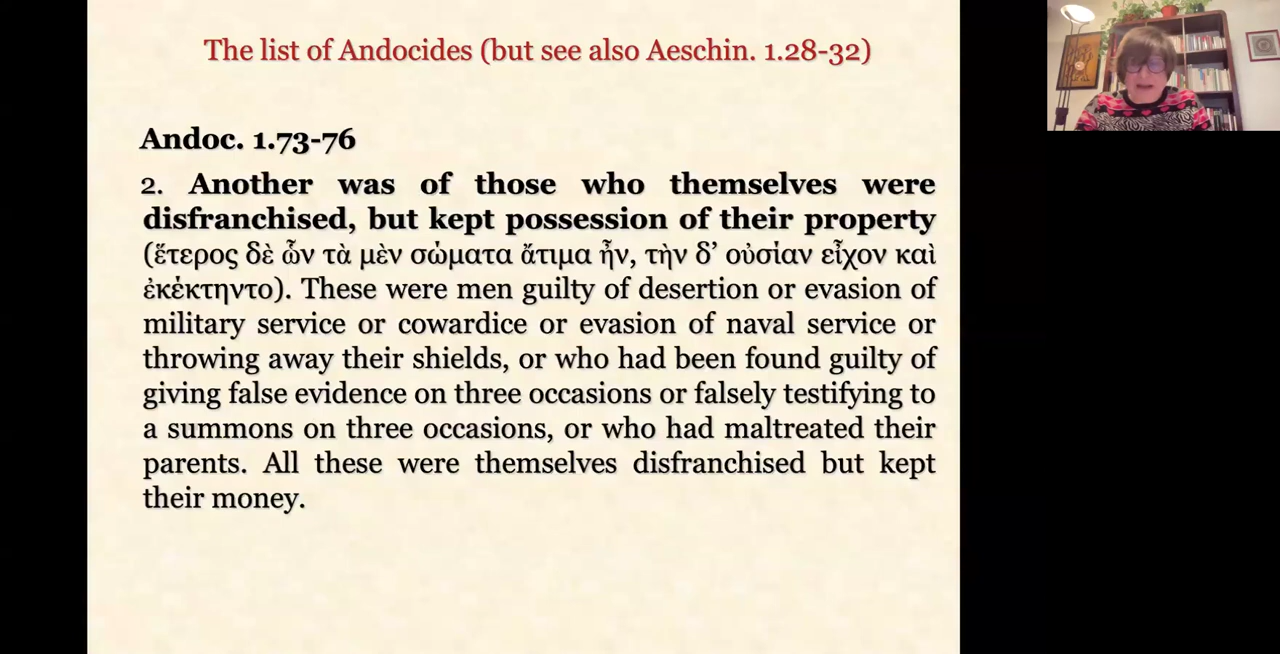 The list of Andocides (but see also Aeschin. 1.28-32)
Andoc. 1.73-76
2. Another was of those who themselves were
disfranchised, but kept possession of their property
(ἕτερος δὲ ὧν τὰ μὲν σώματα ἄτιμα ἦν, τὴν δ’ οὐσίαν εἶχον καὶ
ἐκέκτηντο). These were men guilty of desertion or evasion of
military service or cowardice or evasion of naval service or
throwing away their shields, or who had been found guilty of
giving false evidence on three occasions or falsely testifying to
a summons on three occasions, or who had maltreated their
parents. All these were themselves disfranchised but kept
their money.